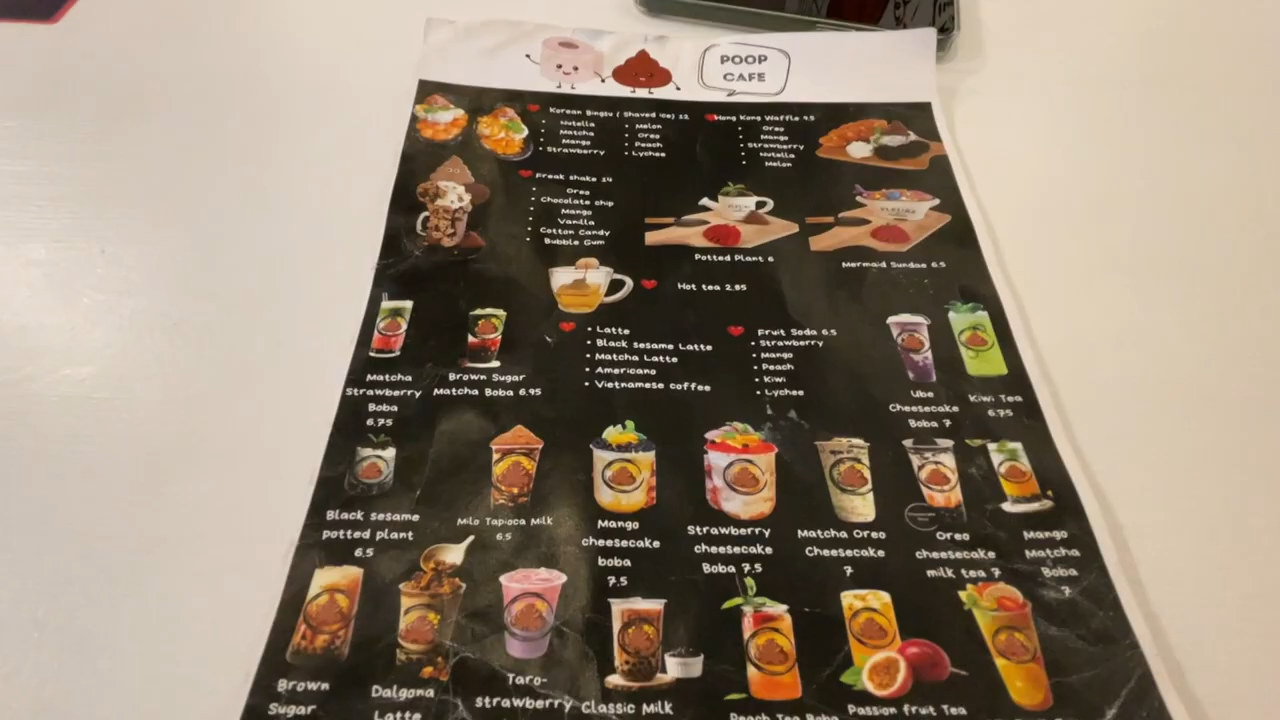 POOP
CAFE
Korean Bingsu ( Shaved ice) 12
• Nutella
• Matcha
• Mango
• Strawberry
• Melon
• Oreo
• Peach
• Lychee
Hong Kong Waffle 9.5
• Oreo
• Mango
• Strawberry
• Nutella
• Melon
Freak shake 14
• Oreo
• Chocolate chip
• Mango
• Vanilla
• Cotton Candy
• Bubble Gum
Potted Plant 6
Mermaid Sundae 6.5
Hot tea 2.85
• Latte
• Black sesame Latte
• Matcha Latte
• Americano
• Vietnamese coffee
Fruit Soda 6.5
• Strawberry
• Mango
• Peach
• Kiwi
• Lychee
Matcha
Strawberry
Boba
6.75
Brown Sugar
Matcha Boba 6.95
Ube
Cheesecake
Boba 7
Kiwi Tea
6.75
Black sesame
potted plant
6.5
Milo Tapioca Milk
6.5
Mango
cheesecake
boba
7.5
Strawberry
cheesecake
Boba 7.5
Matcha Oreo
Cheesecake
7
Oreo
cheesecake
milk tea 7
Mango
Matcha
Boba
7
Brown
Sugar
Dalgona
Latte
Taro-
strawberry
Classic Milk
Peach Tea Boba
Passion fruit Tea